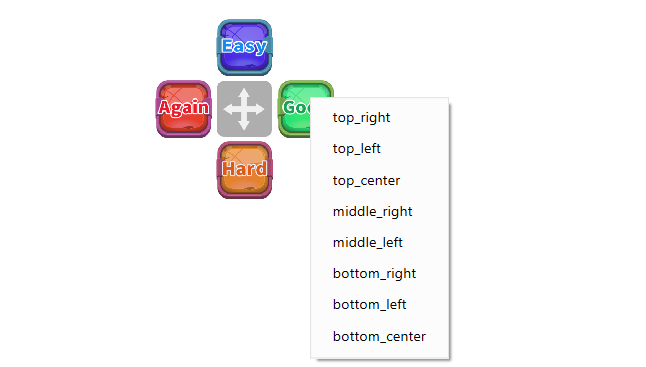 Easy
Again
Hard
top_right
top_left
top_center
middle_right
middle_left
bottom_right
bottom_left
bottom_center